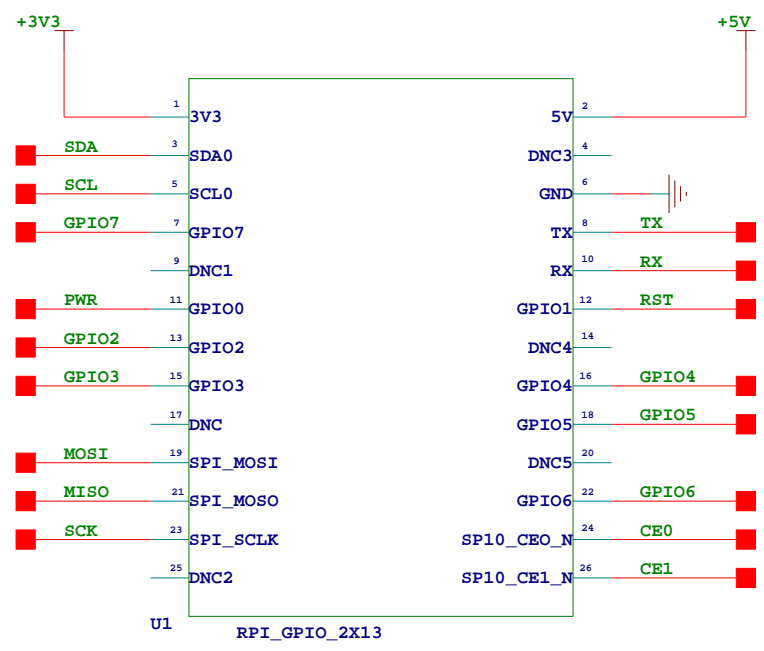 +3V3 +5V
1 2
3V3 5V
SDA 3 4
SDA0 DNC3
SCL 5 6
SCL0 GND
GPIO7 7 8 TX
GPIO7 TX
9 10 RX
DNC1 RX
PWR 11 12 RST
GPIO0 GPIO1
GPIO2 13 14
GPIO2 DNC4
GPIO3 15 16 GPIO4
GPIO3 GPIO4
17 18 GPIO5
DNC GPIO5
MOSI 19 20
SPI_MOSI DNC5
MISO 21 22 GPIO6
SPI_MOSO GPIO6
SCK 23 24 CE0
SPI_SCLK SP10_CEO_N
25 26 CE1
DNC2 SP10_CE1_N
U1 RPI_GPIO_2X13